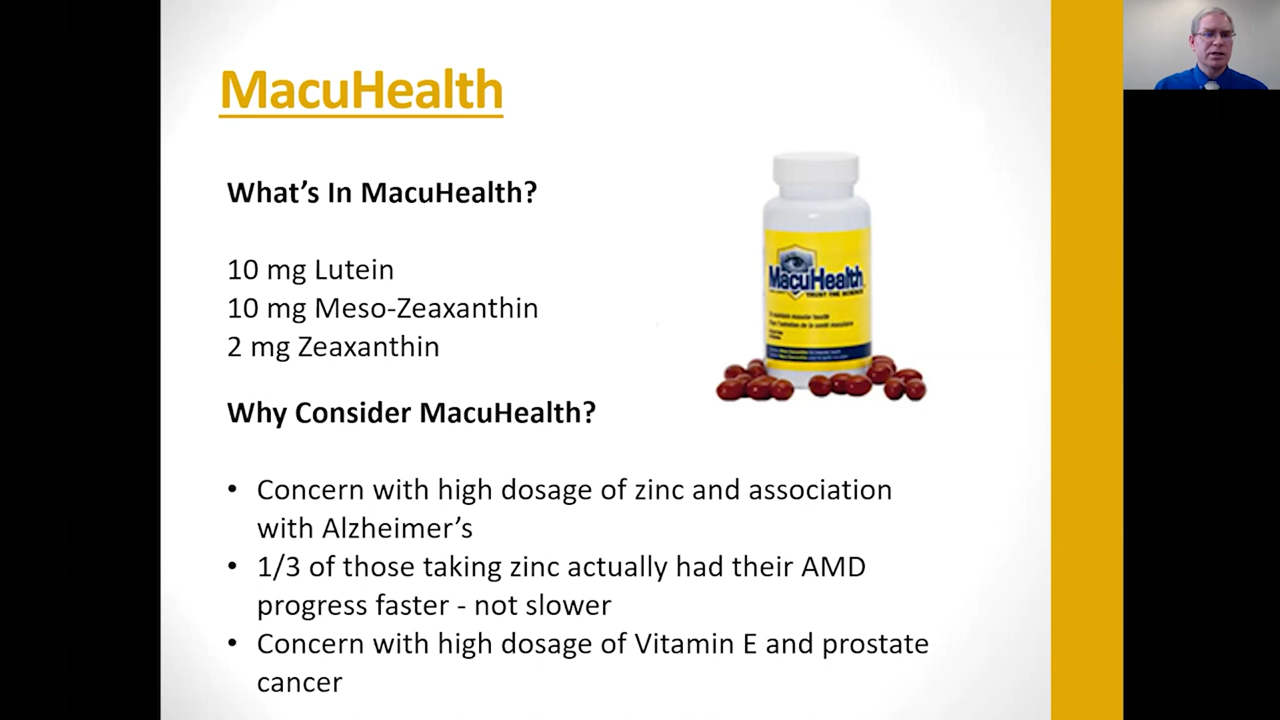 MacuHealth
What's In MacuHealth?
10 mg Lutein
10 mg Meso-Zeaxanthin
2 mg Zeaxanthin
MacuHealth
TRUST THE SCIENCE
Why Consider MacuHealth?
• Concern with high dosage of zinc and association
with Alzheimer's
• 1/3 of those taking zinc actually had their AMD
progress faster - not slower
• Concern with high dosage of Vitamin E and prostate
cancer